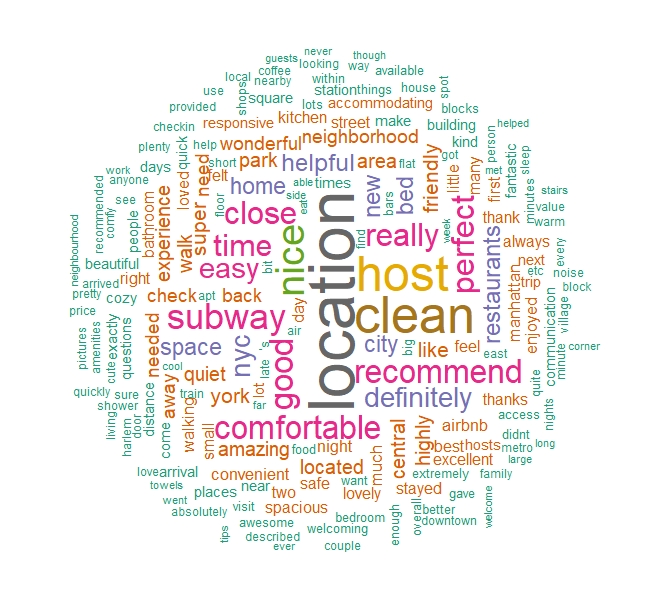 never
though
guests
looking
way
coffee
available
local
nearby
within
use
shops
square
station
things
house
spot
provided
lots
accommodating
blocks
checkin
responsive
kitchen
street
make
building
helped
plenty
quick
help
wonderful
neighborhood
kind
person
fantastic
work
days
loved
need
short
park
helpful
area
flat
friendly
got
little
many
met
sleep
anyone
felt
first
minutes
stairs
recommended
comfy
see
people
bathroom
experience
walk
super
floor
home
able
times
new
bars
bed
week
thank
value
warm
neighbourhood
beautiful
close
side
eat
location
find
really
perfect
restaurants
always
every
arrived
right
time
nice
next
noise
pretty
cozy
easy
bit
host
etc
trip
block
price
check
apt
back
day
clean
manhattan
enjoyed
communication
village
pictures
amenities
cute
exactly
questions
needed
subway
air
's
late
city
big
like
feel
east
minute
corner
cool
space
nyc
good
recommend
quite
quickly
sure
away
quiet
train
lot
definitely
thanks
nights
living
shower
harlem
door
distance
come
walking
york
far
comfortable
airbnb
access
didnt
small
amazing
food
night
central
highly
best
hosts
metro
long
love
arrival
convenient
located
much
excellent
large
towels
places
near
two
safe
want
lovely
stayed
extremely
family
went
visit
spacious
gave
absolutely
awesome
bedroom
enough
overall
better
welcome
tips
described
welcoming
downtown
ever
couple